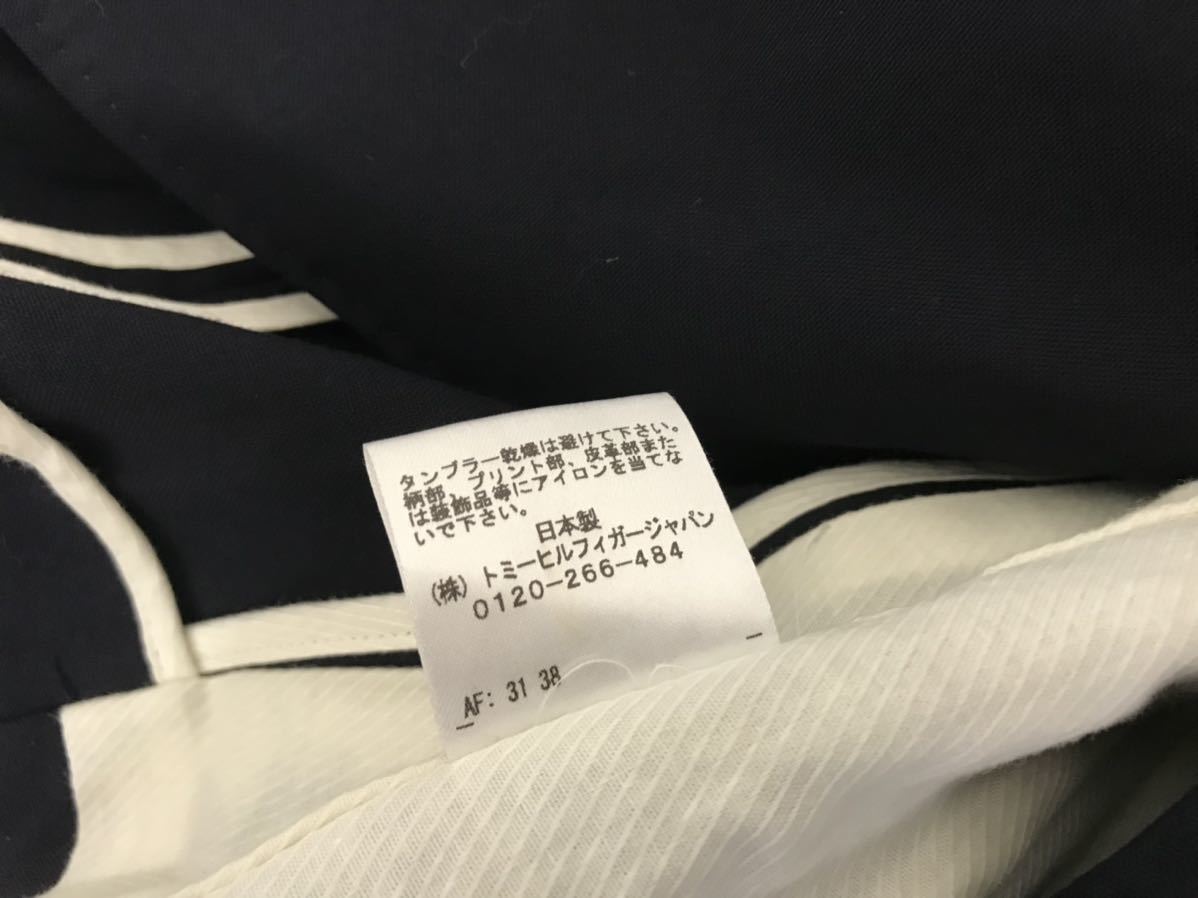 タンブラー乾燥は避けて下さい。
柄部、プリント部、皮革部また
は装飾品等にアイロンを当てな
いで下さい。
日本製
(株) トミーヒルフィガージャパン
0120-266-484
AF: 31 38